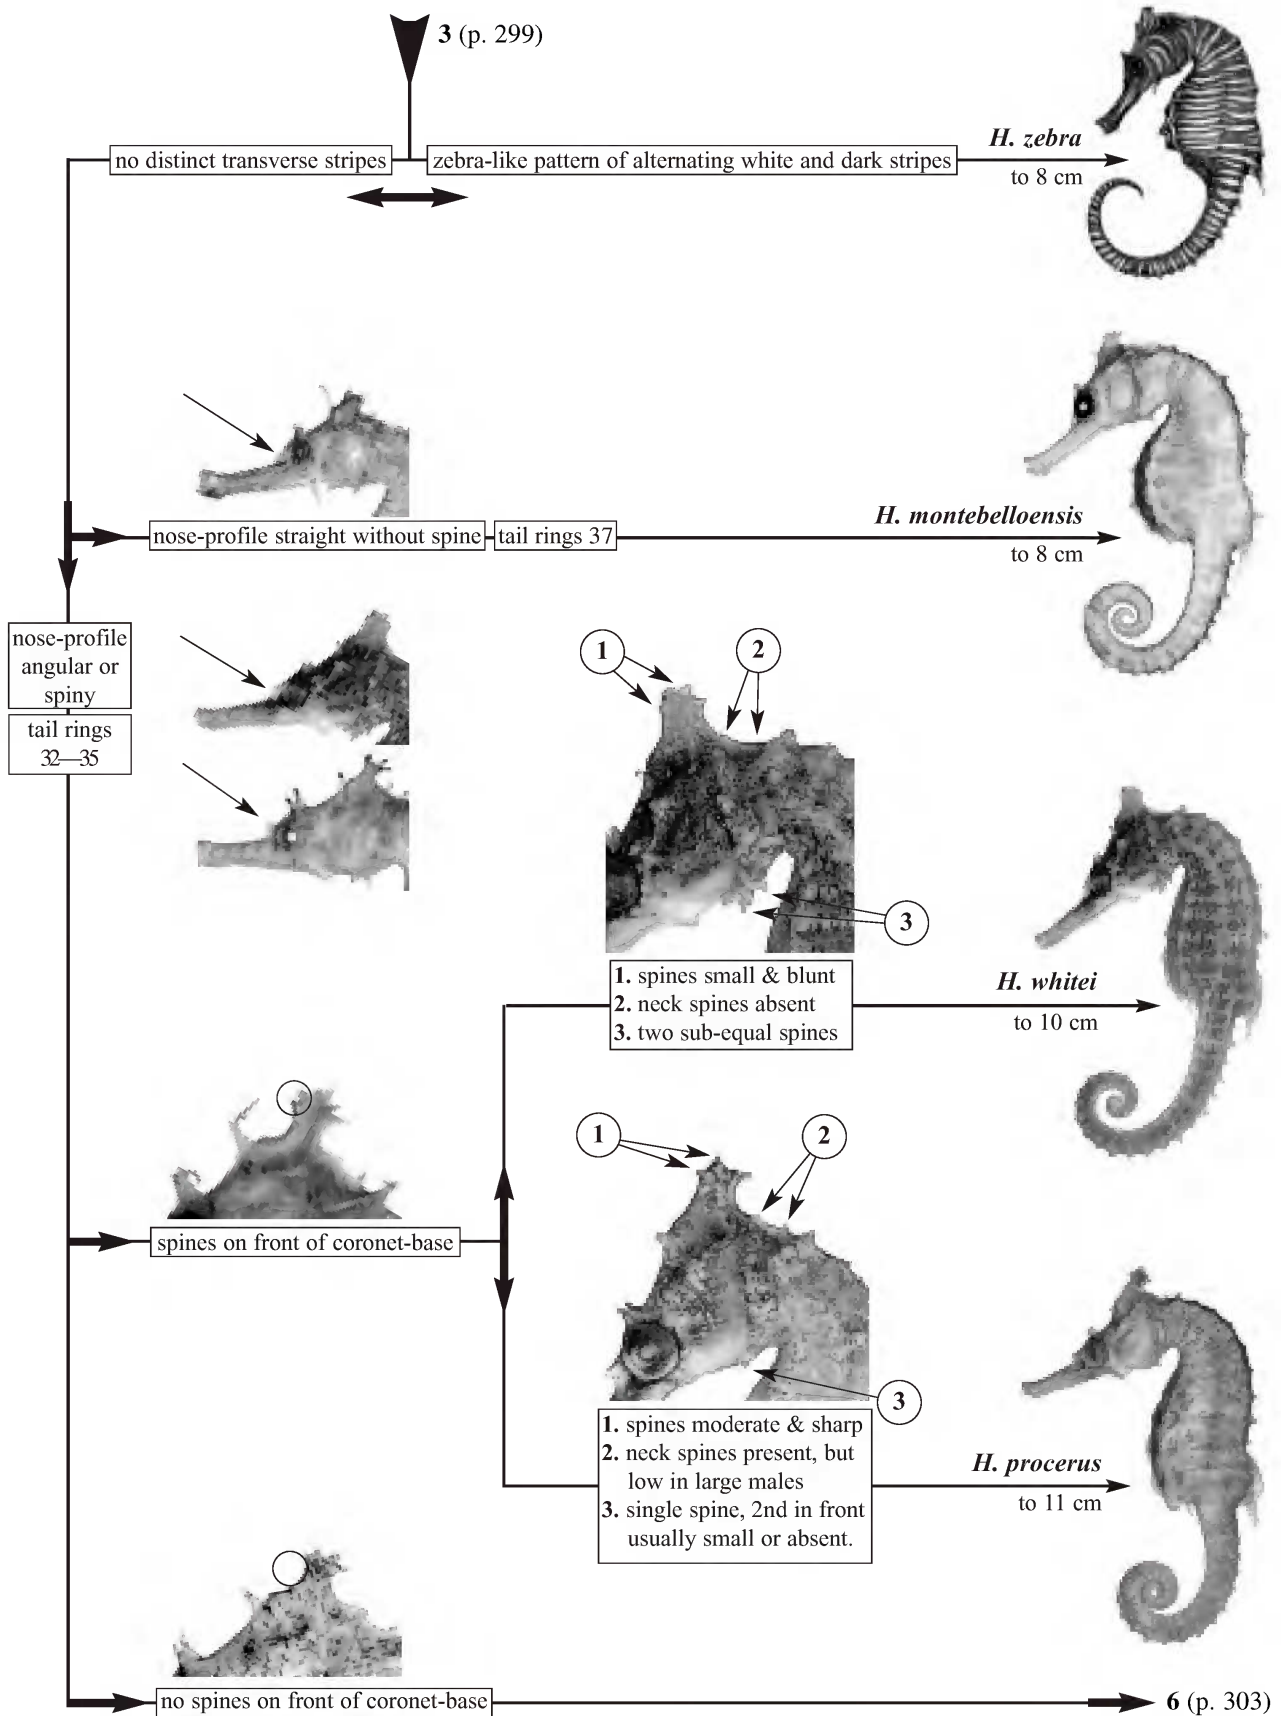 3 (p. 299)
no distinct transverse stripes
zebra-like pattern of alternating white and dark stripes
H. zebra
to 8 cm
nose-profile straight without spine
tail rings 37
H. montebelloensis
to 8 cm
nose-profile
angular or
spiny
tail rings
32—35
1
2
3
1. spines small & blunt
2. neck spines absent
3. two sub-equal spines
H. whitei
to 10 cm
spines on front of coronet-base
1
2
3
1. spines moderate & sharp
2. neck spines present, but
low in large males
3. single spine, 2nd in front
usually small or absent.
H. procerus
to 11 cm
no spines on front of coronet-base
6 (p. 303)